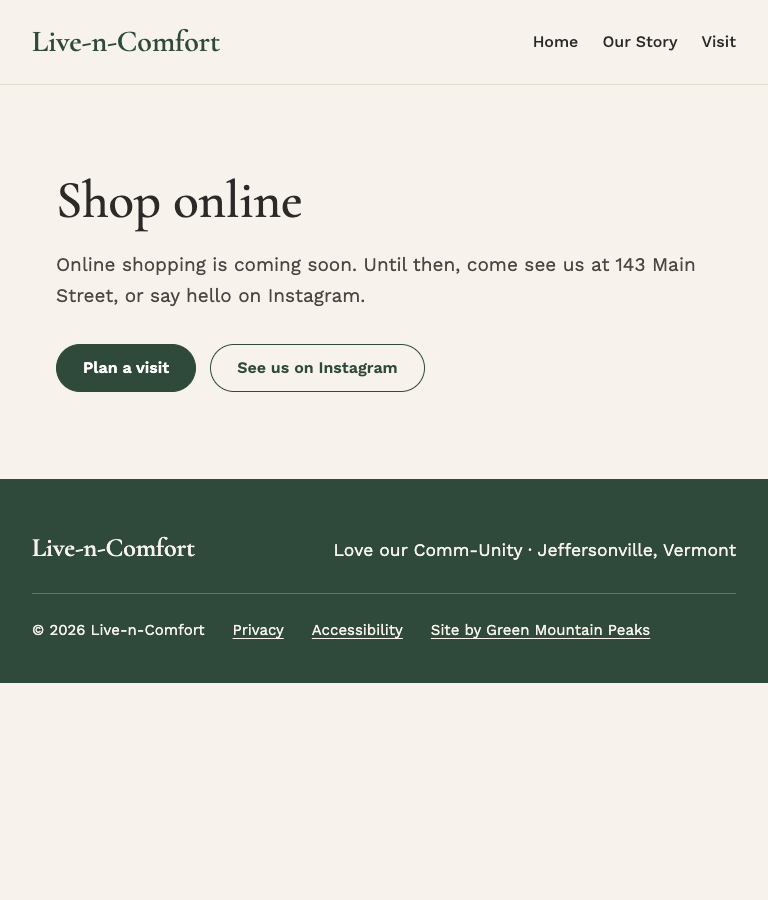 Live-n-Comfort
Home Our Story Visit
Shop online
Online shopping is coming soon. Until then, come see us at 143 Main
Street, or say hello on Instagram.
Plan a visit
See us on Instagram
Live-n-Comfort
Love our Comm-Unity · Jeffersonville, Vermont
© 2026 Live-n-Comfort Privacy Accessibility Site by Green Mountain Peaks